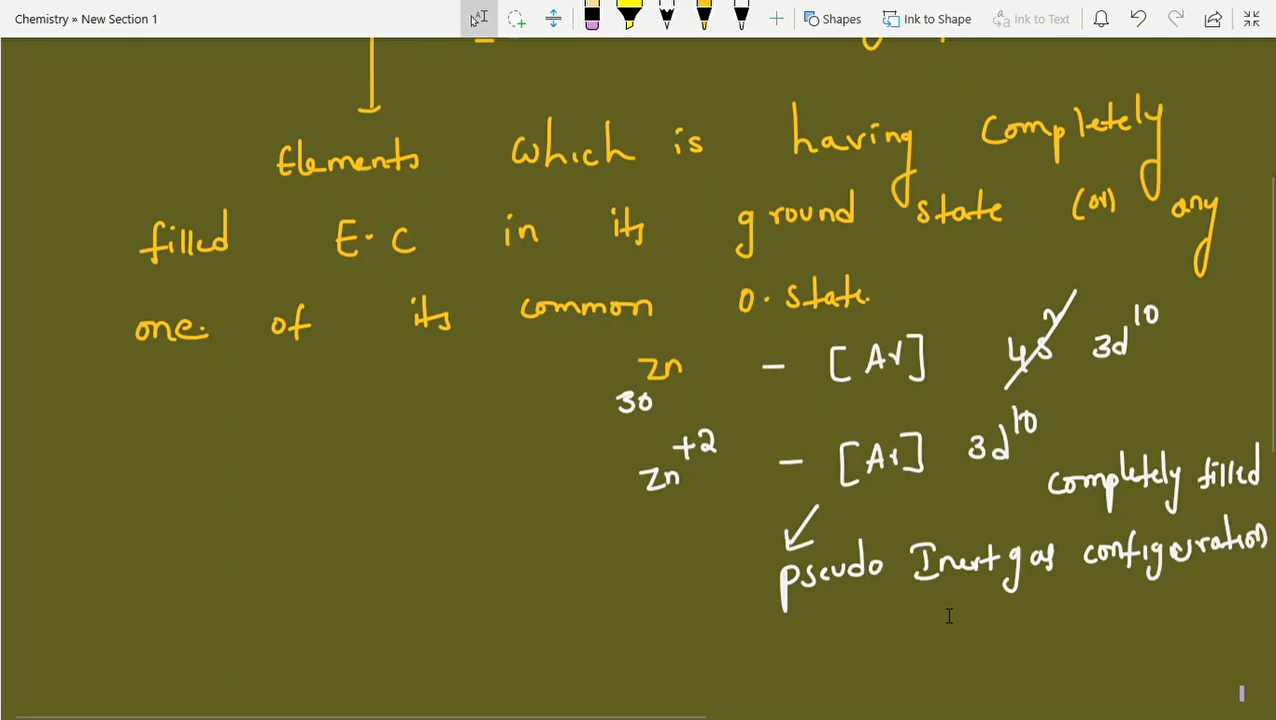 Chemistry » New Section 1
Shapes Ink to Shape Ink to Text
Elements which is having completely
filled E.C in its ground state (or) any
one of its common O.State.
30Zn - [Ar] 4s² 3d¹⁰
Zn⁺² - [Ar] 3d¹⁰ completely filled
pseudo Inert gas configuration